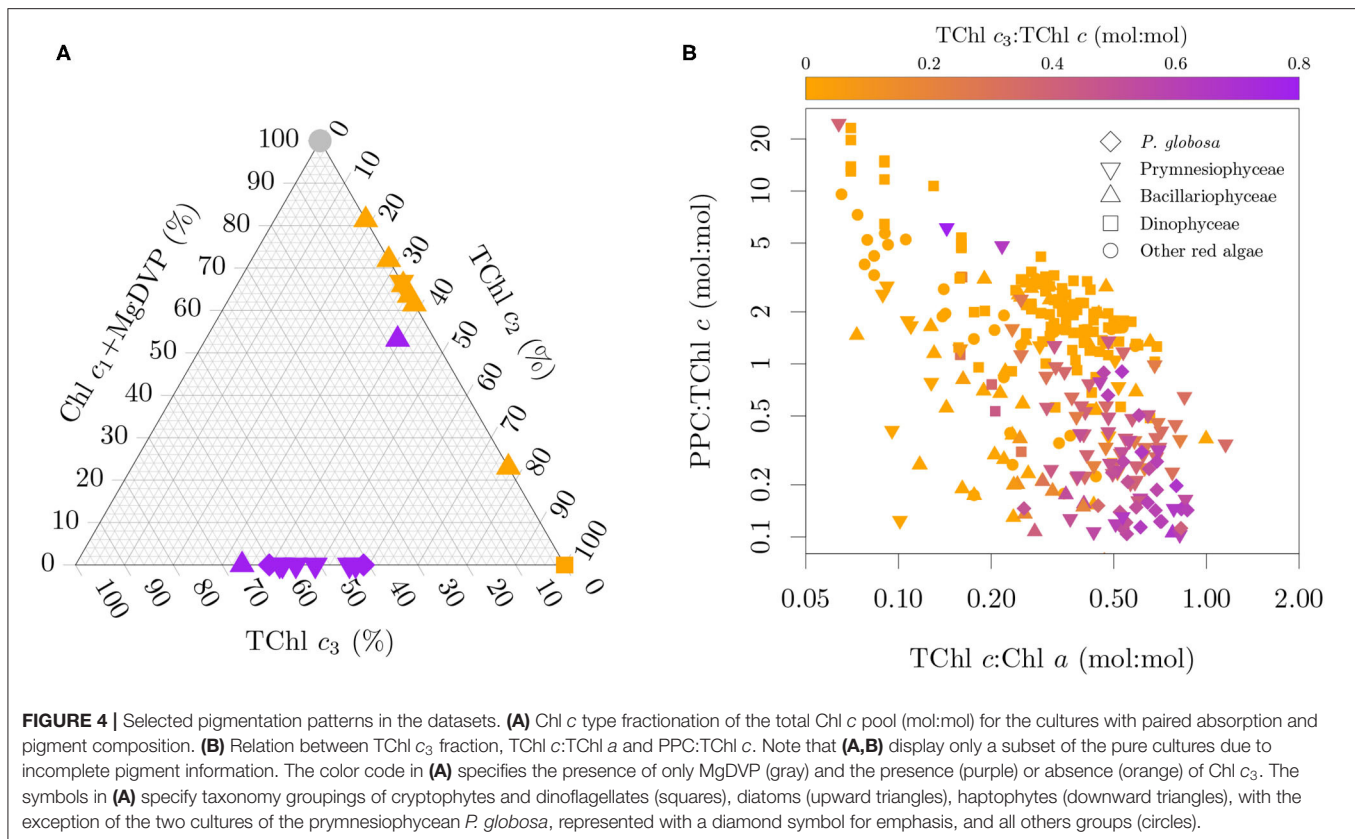 A
Chl c₁+MgDVP (%)
100
90
80
70
60
50
40
30
20
10
0
TChl c₂ (%)
0
10
20
30
40
50
60
70
80
90
100
100
90
80
70
60
50
40
30
20
10
0
TChl c₃ (%)
B
TChl c₃:TChl c (mol:mol)
0
0.2
0.4
0.6
0.8
PPC:TChl c (mol:mol)
20
10
5
2
1
0.5
0.2
0.1
P. globosa
Prymnesiophyceae
Bacillariophyceae
Dinophyceae
Other red algae
0.05
0.10
0.20
0.50
1.00
2.00
TChl c:Chl a (mol:mol)
FIGURE 4 | Selected pigmentation patterns in the datasets. (A) Chl c type fractionation of the total Chl c pool (mol:mol) for the cultures with paired absorption and
pigment composition. (B) Relation between TChl c₃ fraction, TChl c:TChl a and PPC:TChl c. Note that (A,B) display only a subset of the pure cultures due to
incomplete pigment information. The color code in (A) specifies the presence of only MgDVP (gray) and the presence (purple) or absence (orange) of Chl c₃. The
symbols in (A) specify taxonomy groupings of cryptophytes and dinoflagellates (squares), diatoms (upward triangles), haptophytes (downward triangles), with the
exception of the two cultures of the prymnesiophycean P. globosa, represented with a diamond symbol for emphasis, and all others groups (circles).